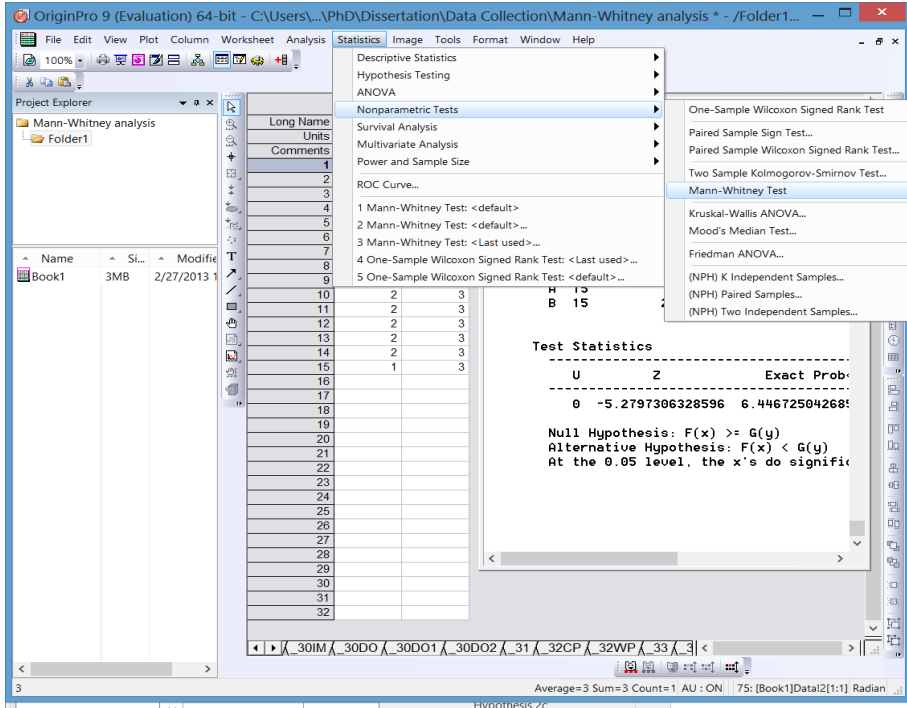 OriginPro 9 (Evaluation) 64-bit - C:\Users\...\PhD\Dissertation\Data Collection\Mann-Whitney analysis * - /Folder1...
File Edit View Plot Column Worksheet Analysis Statistics Image Tools Format Window Help
100%
Project Explorer
Mann-Whitney analysis
Folder1
Name Si... Modifie
Book1 3MB 2/27/2013 1
Long Name
Units
Comments
1
2
3
4
5
6
7
8
9
10 2 3
11 2 3
12 2 3
13 2 3
14 2 3
15 1 3
16
17
18
19
20
21
22
23
24
25
26
27
28
29
30
31
32
Descriptive Statistics
Hypothesis Testing
ANOVA
Nonparametric Tests
Survival Analysis
Multivariate Analysis
Power and Sample Size
ROC Curve...
1 Mann-Whitney Test: <default>
2 Mann-Whitney Test: <default>...
3 Mann-Whitney Test: <Last used>...
4 One-Sample Wilcoxon Signed Rank Test: <Last used>...
5 One-Sample Wilcoxon Signed Rank Test: <default>...
One-Sample Wilcoxon Signed Rank Test
Paired Sample Sign Test...
Paired Sample Wilcoxon Signed Rank Test...
Two Sample Kolmogorov-Smirnov Test...
Mann-Whitney Test
Kruskal-Wallis ANOVA...
Mood's Median Test...
Friedman ANOVA...
(NPH) K Independent Samples...
(NPH) Paired Samples...
(NPH) Two Independent Samples...
A 15
B 15 2
Test Statistics
U Z Exact Prob<
0 -5.2797306328596 6.446725042685
Null Hypothesis: F(x) >= G(y)
Alternative Hypothesis: F(x) < G(y)
At the 0.05 level, the x's do signific
_30IM _30DO _30DO1 _30DO2 _31 _32CP _32WP _33 _3
3
Average=3 Sum=3 Count=1 AU : ON 75: [Book1]Data!2[1:1] Radian
Hypothesis 2c